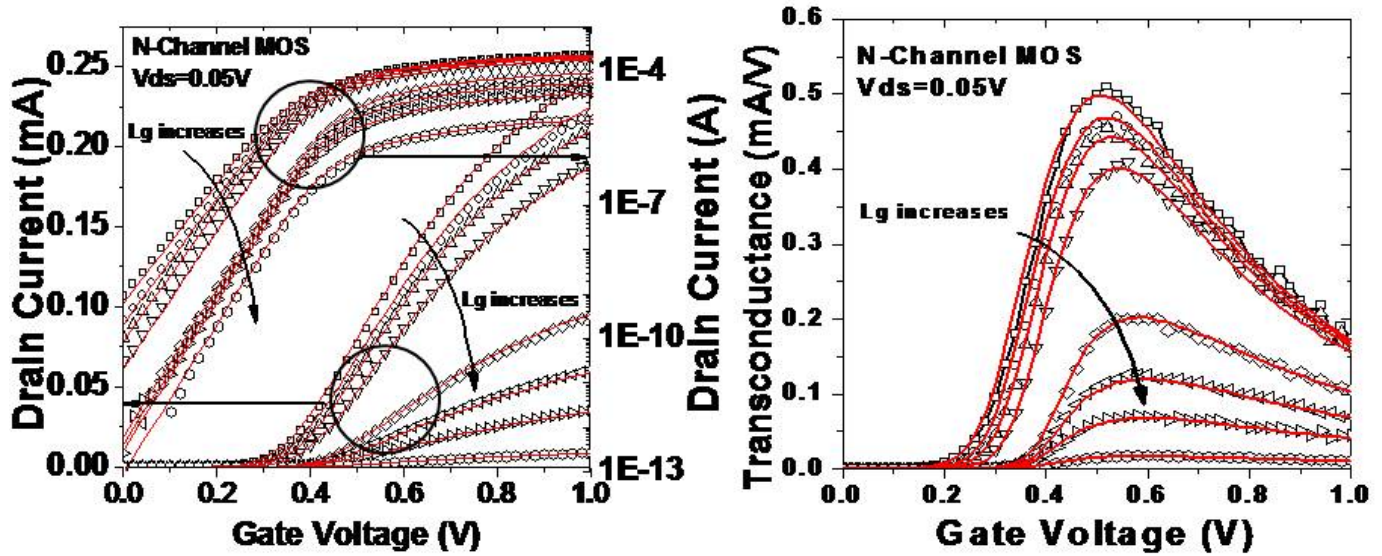 N-Channel MOS
Vds=0.05V
Lg increases
Lg increases
Drain Current (mA)
0.25
0.20
0.15
0.10
0.05
0.00
0.0 0.2 0.4 0.6 0.8 1.0
Gate Voltage (V)
1E-4
1E-7
1E-10
1E-13
Drain Current (A)
N-Channel MOS
Vds=0.05V
Lg increases
Transconductance (mA/V)
0.6
0.5
0.4
0.3
0.2
0.1
0.0
0.0 0.2 0.4 0.6 0.8 1.0
Gate Voltage (V)